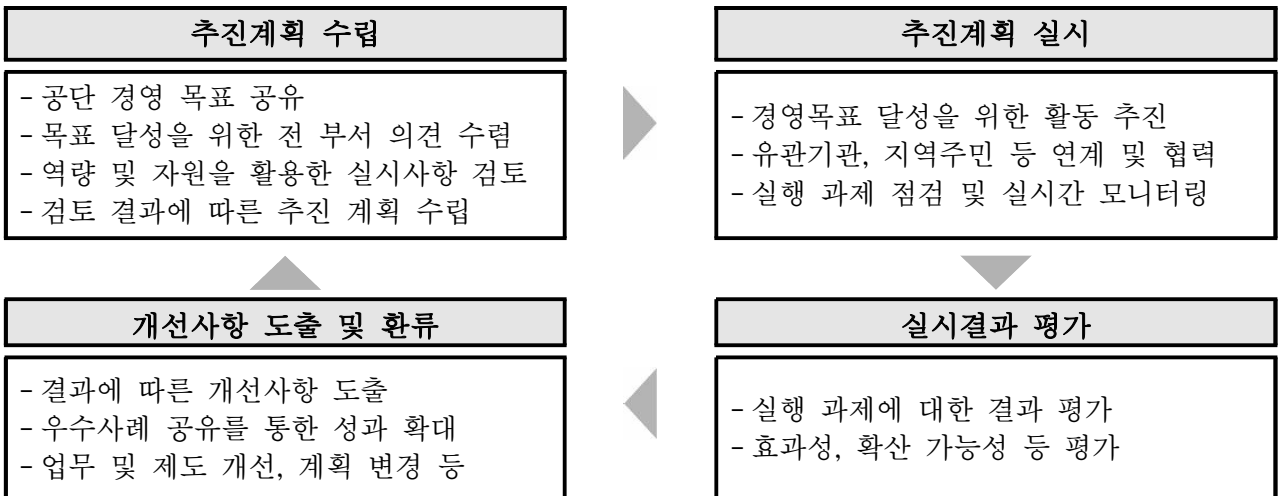 추진계획 수립
- 공단 경영 목표 공유
- 목표 달성을 위한 전 부서 의견 수렴
- 역량 및 자원을 활용한 실시사항 검토
- 검토 결과에 따른 추진 계획 수립
추진계획 실시
- 경영목표 달성을 위한 활동 추진
- 유관기관, 지역주민 등 연계 및 협력
- 실행 과제 점검 및 실시간 모니터링
개선사항 도출 및 환류
- 결과에 따른 개선사항 도출
- 우수사례 공유를 통한 성과 확대
- 업무 및 제도 개선, 계획 변경 등
실시결과 평가
- 실행 과제에 대한 결과 평가
- 효과성, 확산 가능성 등 평가